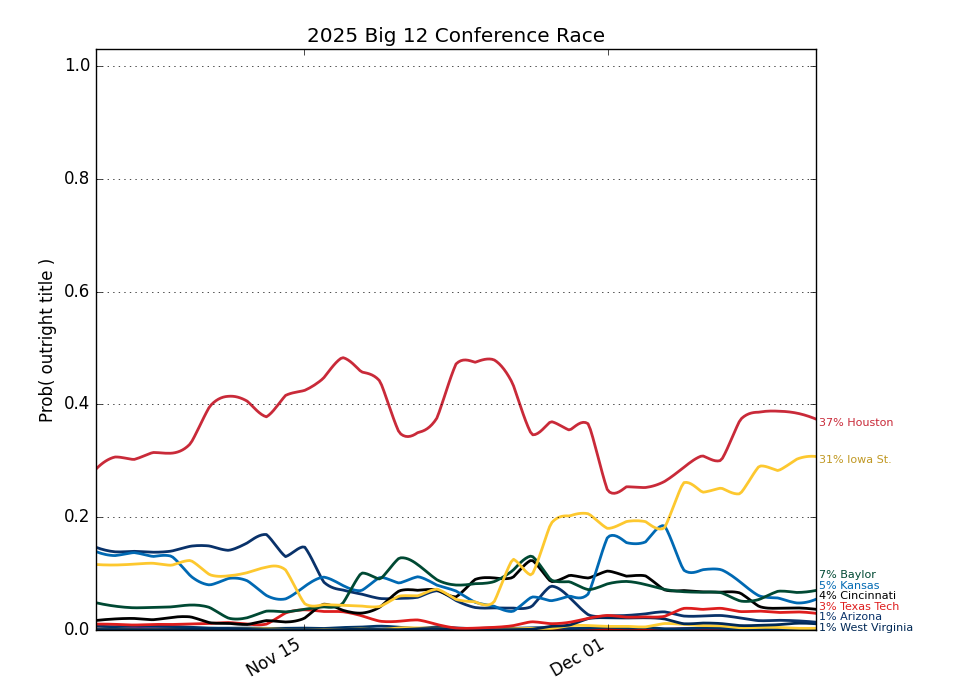 2025 Big 12 Conference Race
Prob( outright title )
1.0
0.8
0.6
0.4
0.2
0.0
Nov 15
Dec 01
37% Houston
31% Iowa St.
7% Baylor
5% Kansas
4% Cincinnati
3% Texas Tech
1% Arizona
1% West Virginia